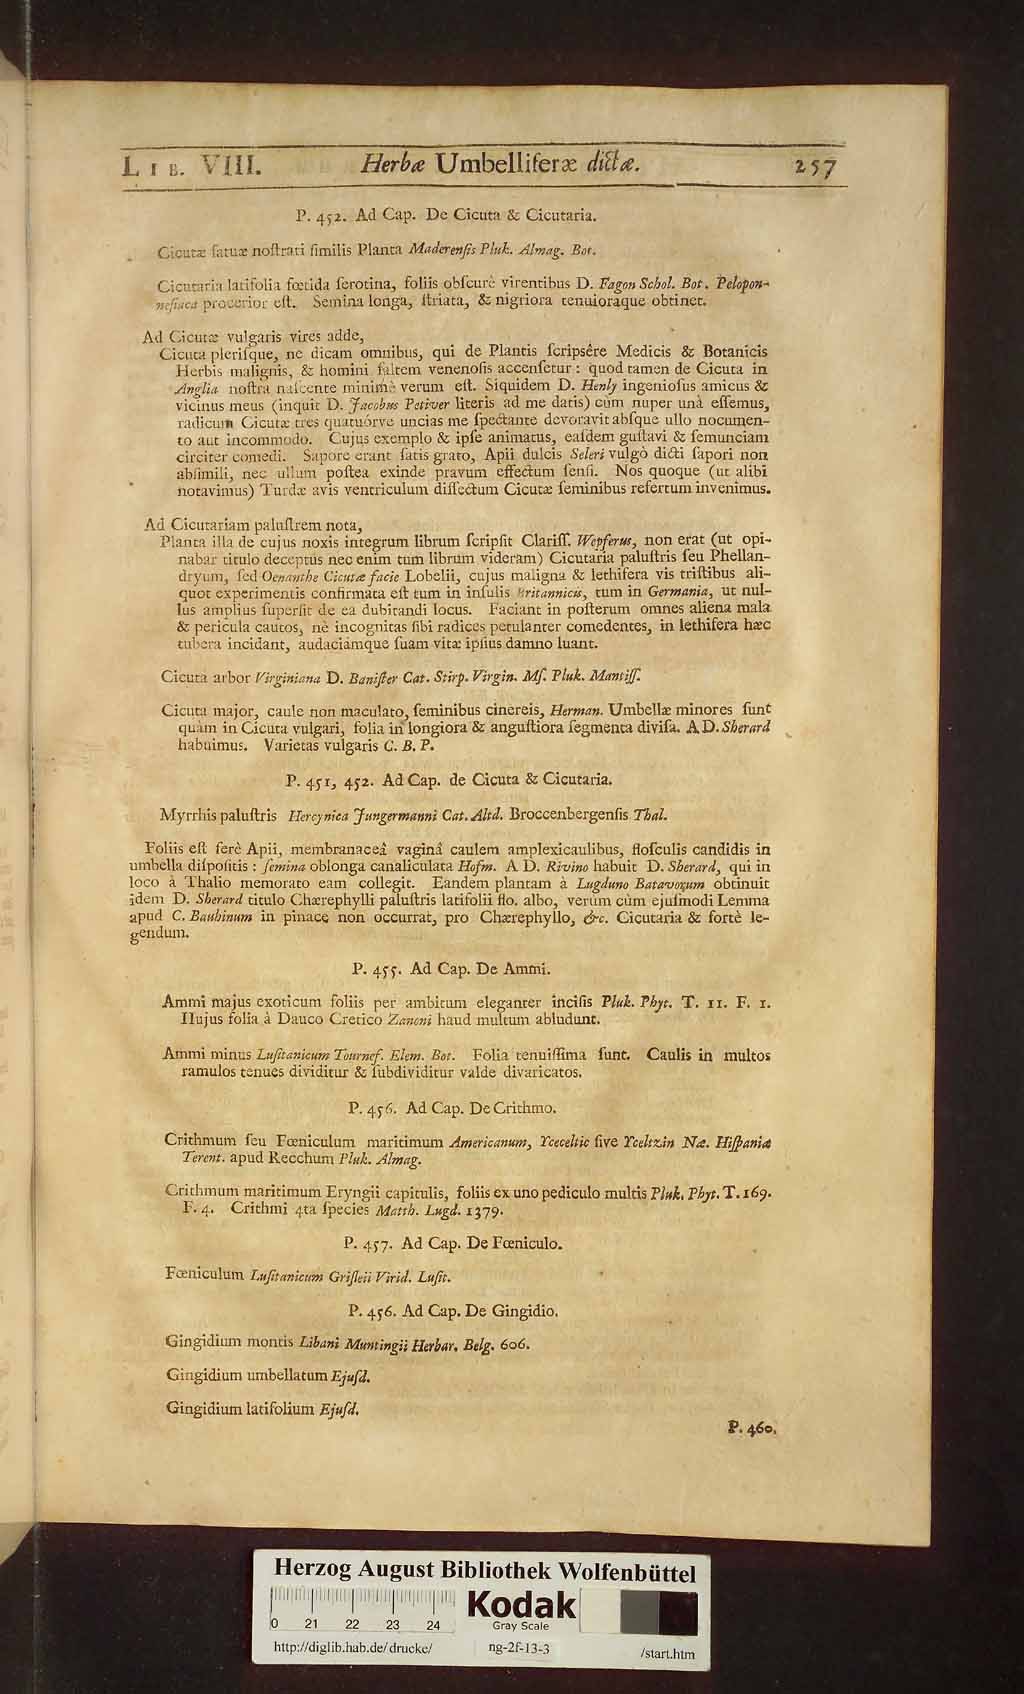 LIB. VIII. Herbæ Umbelliferæ dictæ. 257
P. 452. Ad Cap. De Cicuta & Cicutaria.
Cicutæ fatuæ noſtrati ſimilis Planta Maderenſis Pluk. Almag. Bot.
Cicutaria latifolia fœtida ſerotina, foliis obſcurè virentibus D. Fagon Schol. Bot. Pelopon-
neſiaca procerior eſt. Semina longa, ſtriata, & nigriora tenuioraque obtinet.
Ad Cicutæ vulgaris vires adde,
Cicuta pleriſque, ne dicam omnibus, qui de Plantis ſcripsêre Medicis & Botanicis
Herbis malignis, & homini ſaltem venenoſis accenſetur : quod tamen de Cicuta in
Anglia noſtra naſcente minimè verum eſt. Siquidem D. Henly ingenioſus amicus &
vicinus meus (inquit D. Jacobus Petiver literis ad me datis) cùm nuper unà eſſemus,
radicum Cicutæ tres quatuórve uncias me ſpectante devoravit abſque ullo nocumen-
to aut incommodo. Cujus exemplo & ipſe animatus, eaſdem guſtavi & ſemunciam
circiter comedi. Sapore erant ſatis grato, Apii dulcis Seleri vulgò dicti ſapori non
abſimili, nec ullum poſtea exinde pravum effectum ſenſi. Nos quoque (ut alibi
notavimus) Turdæ avis ventriculum diſſectum Cicutæ ſeminibus refertum invenimus.
Ad Cicutariam paluſtrem nota,
Planta illa de cujus noxis integrum librum ſcripſit Clariſſ. Wepferus, non erat (ut opi-
nabar titulo deceptus nec enim tum librum videram) Cicutaria paluſtris ſeu Phellan-
dryum, ſed Oenanthe Cicutæ facie Lobelii, cujus maligna & lethifera vis triſtibus ali-
quot experimentis confirmata eſt tum in inſulis Britannicis, tum in Germania, ut nul-
lus amplius ſuperſit de ea dubitandi locus. Faciant in poſterum omnes aliena mala
& pericula cautos, nè incognitas ſibi radices petulanter comedentes, in lethifera hæc
tubera incidant, audaciámque ſuam vitæ ipſius damno luant.
Cicuta arbor Virginiana D. Baniſter Cat. Stirp. Virgin. Mſ. Pluk. Mantiſſ.
Cicuta major, caule non maculato, ſeminibus cinereis, Herman. Umbellæ minores ſunt
quàm in Cicuta vulgari, folia in longiora & anguſtiora ſegmenta diviſa. A D. Sherard
habuimus. Varietas vulgaris C. B. P.
P. 451, 452. Ad Cap. de Cicuta & Cicutaria.
Myrrhis paluſtris Hercynica Jungermanni Cat. Altd. Broccenbergenſis Thal.
Foliis eſt ferè Apii, membranaceâ vaginâ caulem amplexicaulibus, floſculis candidis in
umbella diſpoſitis : ſemina oblonga canaliculata Hofm. A D. Rivino habuit D. Sherard, qui in
loco à Thalio memorato eam collegit. Eandem plantam à Lugduno Batavorum obtinuit
idem D. Sherard titulo Chærephylli paluſtris latifolii flo. albo, verùm cùm ejuſmodi Lemma
apud C. Bauhinum in pinace non occurrat, pro Chærephyllo, &c. Cicutaria & fortè le-
gendum.
P. 455. Ad Cap. De Ammi.
Ammi majus exoticum foliis per ambitum eleganter inciſis Pluk. Phyt. T. 11. F. 1.
Hujus folia à Dauco Cretico Zanoni haud multum abludunt.
Ammi minus Luſitanicum Tournef. Elem. Bot. Folia tenuiſſima ſunt. Caulis in multos
ramulos tenues dividitur & ſubdividitur valde divaricatos.
P. 456. Ad Cap. De Crithmo.
Crithmum ſeu Fœniculum maritimum Americanum, Yceceltic ſive Yceltzin Næ. Hiſpaniæ
Terent. apud Recchum Pluk. Almag.
Crithmum maritimum Eryngii capitulis, foliis ex uno pediculo multis Pluk. Phyt. T. 169.
F. 4. Crithmi 4ta ſpecies Matth. Lugd. 1379.
P. 457. Ad Cap. De Fœniculo.
Fœniculum Luſitanicum Griſleii Virid. Luſit.
P. 456. Ad Cap. De Gingidio.
Gingidium montis Libani Muntingii Herbar. Belg. 606.
Gingidium umbellatum Ejuſd.
Gingidium latifolium Ejuſd.
P. 460.
Herzog August Bibliothek Wolfenbüttel
0 21 22 23 24
Kodak
Gray Scale
http://diglib.hab.de/drucke/ ng-2f-13-3 /start.htm